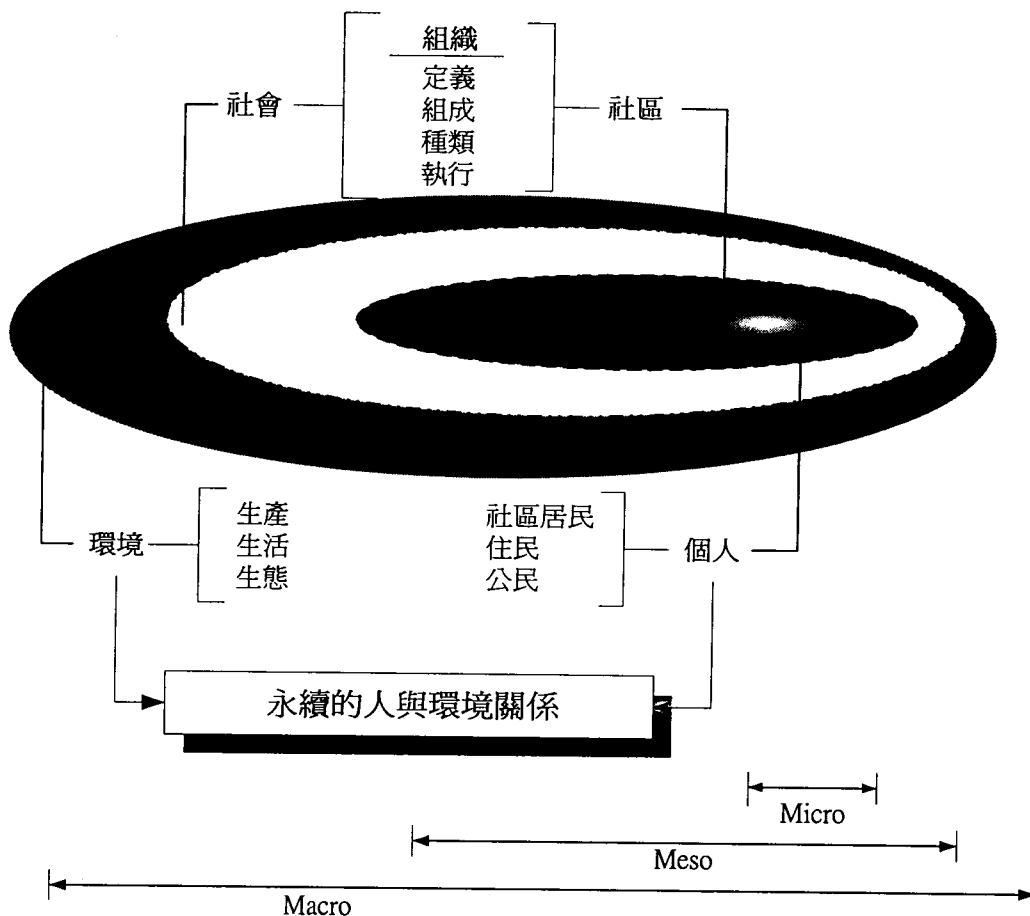 組織
定義
社會
組成
社區
種類
執行
生產
社區居民
環境
生活
住民
個人
生態
公民
永續的人與環境關係
Micro
Meso
Macro